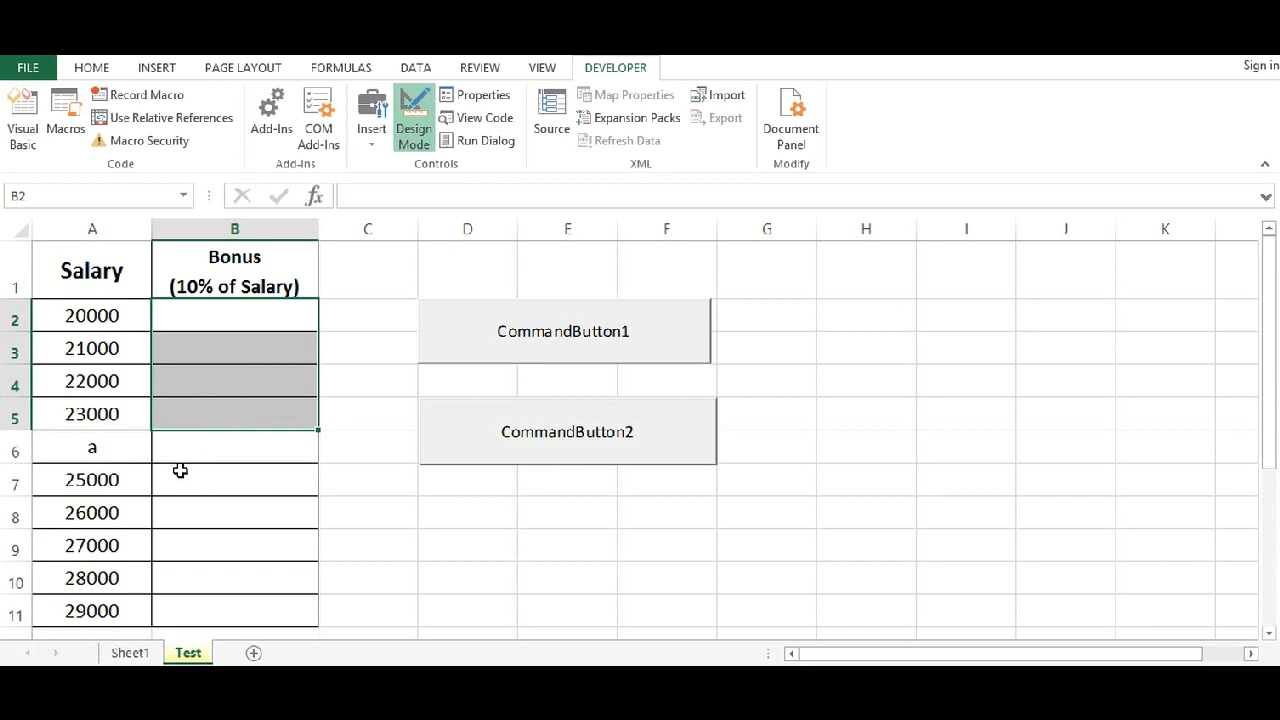 FILE HOME INSERT PAGE LAYOUT FORMULAS DATA REVIEW VIEW DEVELOPER Sign in
Visual Basic
Macros
Record Macro
Use Relative References
Macro Security
Code
Add-Ins
COM Add-Ins
Add-Ins
Insert
Design Mode
Properties
View Code
Run Dialog
Controls
Source
Map Properties
Expansion Packs
Refresh Data
Import
Export
XML
Document Panel
Modify
B2 fx
A B C D E F G H I J K
1 Salary Bonus
(10% of Salary)
2 20000 CommandButton1
3 21000
4 22000
5 23000 CommandButton2
6 a
7 25000
8 26000
9 27000
10 28000
11 29000
Sheet1 Test